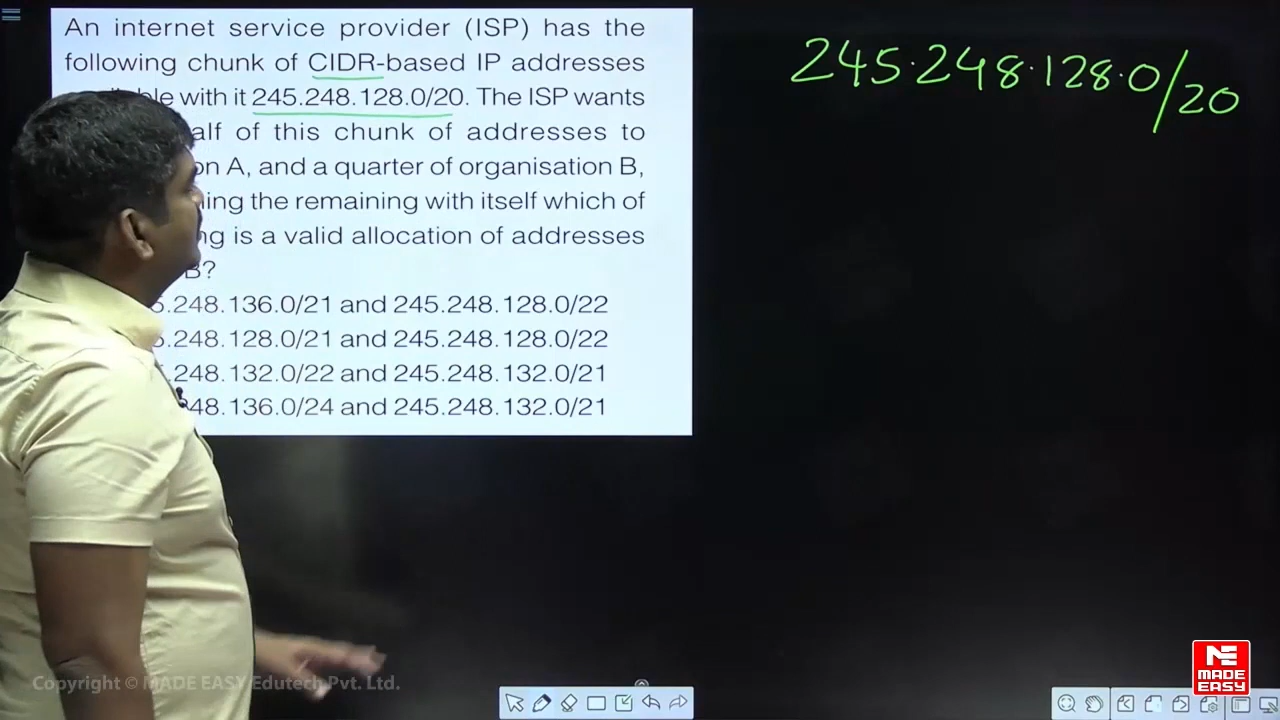 An internet service provider (ISP) has the
following chunk of CIDR-based IP addresses
with it 245.248.128.0/20. The ISP wants
of this chunk of addresses to
A, and a quarter of organisation B,
the remaining with itself which of
is a valid allocation of addresses
B?
.248.136.0/21 and 245.248.128.0/22
.248.128.0/21 and 245.248.128.0/22
.248.132.0/22 and 245.248.132.0/21
48.136.0/24 and 245.248.132.0/21
245.248.128.0/20
Copyright © MADE EASY Edutech Pvt. Ltd.
ME
MADE
EASY